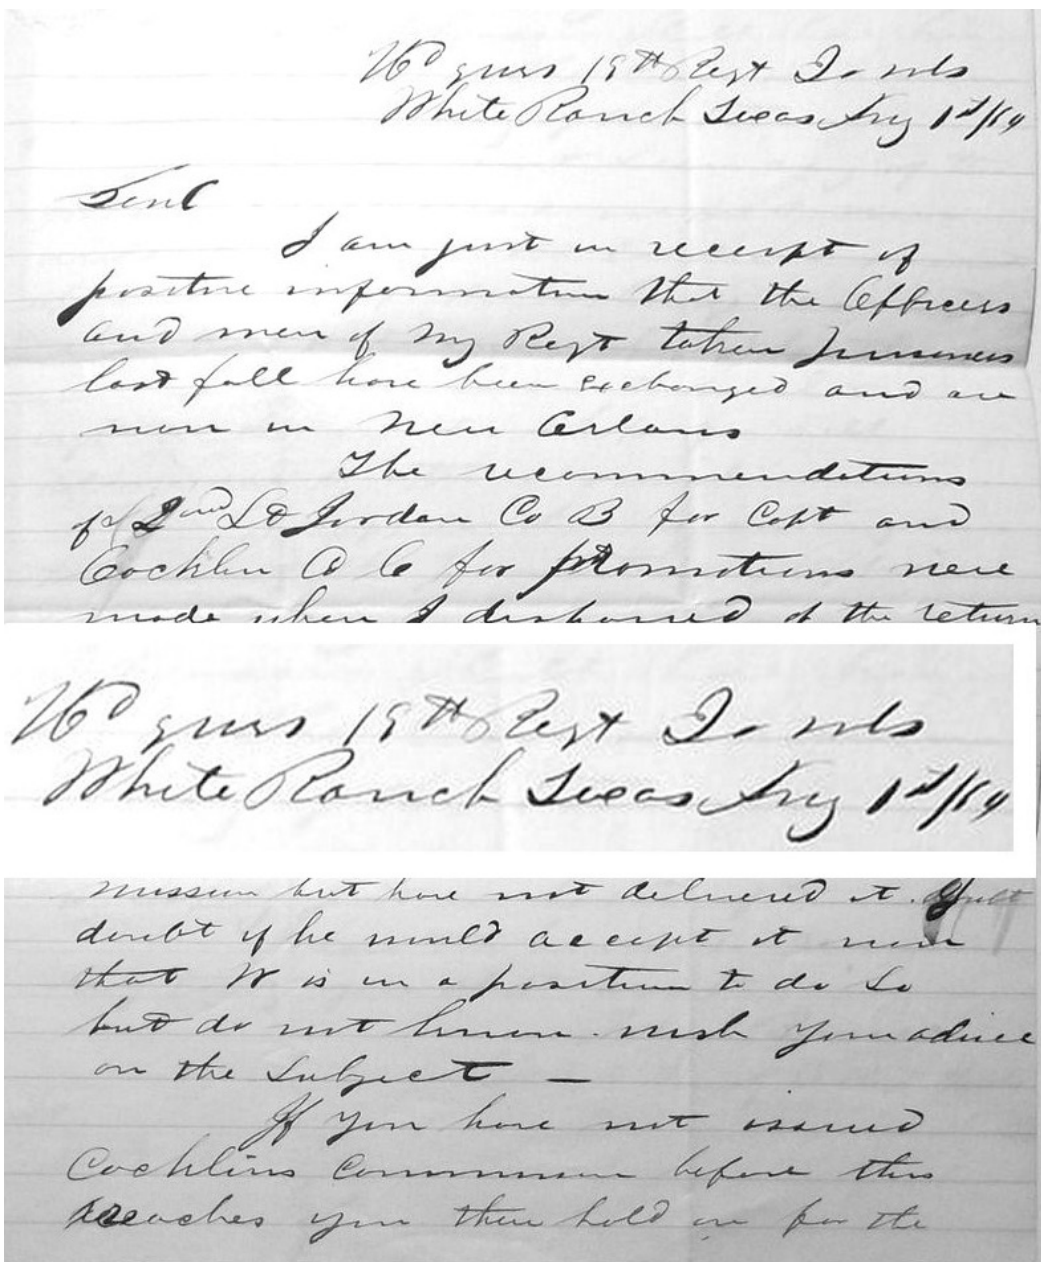 Hd qurs 19th Regt Ia vols
White Ranch Texas Aug 1st/64
Genl
I am just in receipt of
positive information that the Officers
and men of my Regt taken prisoners
last fall have been exchanged and are
now in New Orleans
The recommendations
of 2nd Lt Jordan Co B for Capt and
Cochlin Co C for promotions were
made when I disposed of the return
Hd qurs 19th Regt Ia vols
White Ranch Texas Aug 1st/64
mission but have not delivered it.
doubt if he would accept it now
that W is in a position to do So
but do not know. wish your advice
on the Subject —
If you have not issued
Cochlins Commission before this
reaches you then hold on for the